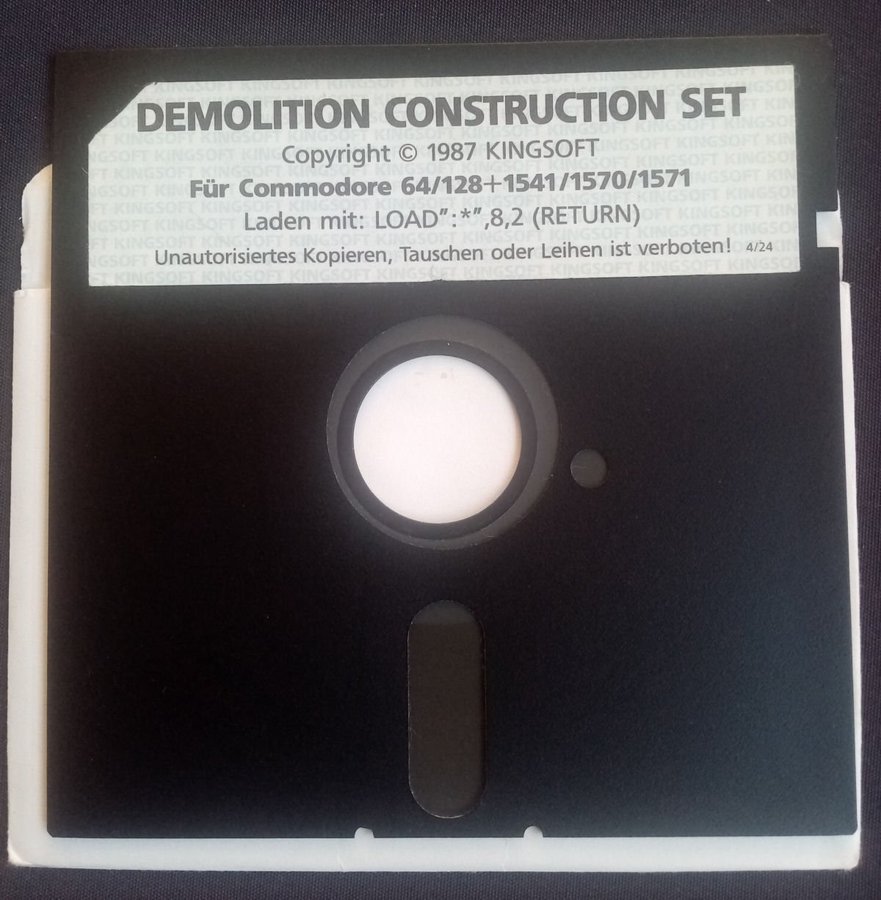 DEMOLITION CONSTRUCTION SET
Copyright © 1987 KINGSOFT
Für Commodore 64/128+1541/1570/1571
Laden mit: LOAD":*",8,2 (RETURN)
Unautorisiertes Kopieren, Tauschen oder Leihen ist verboten! 4/24